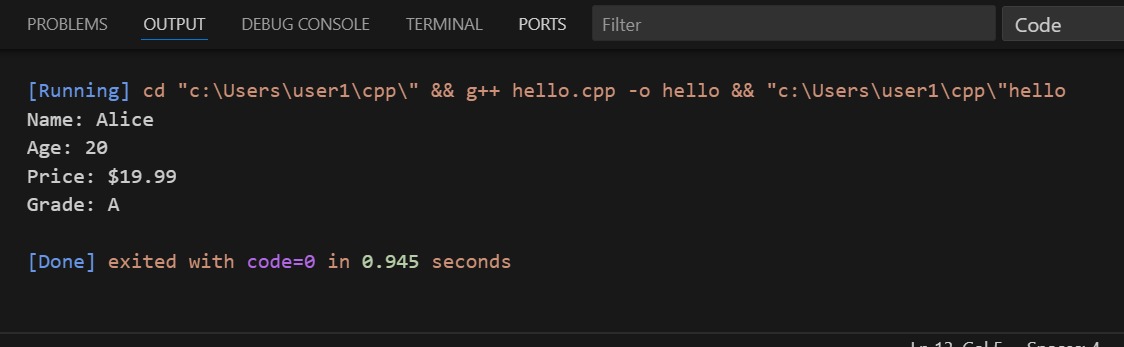 PROBLEMS OUTPUT DEBUG CONSOLE TERMINAL PORTS Filter Code
[Running] cd "c:\Users\user1\cpp\" && g++ hello.cpp -o hello && "c:\Users\user1\cpp\"hello
Name: Alice
Age: 20
Price: $19.99
Grade: A
[Done] exited with code=0 in 0.945 seconds